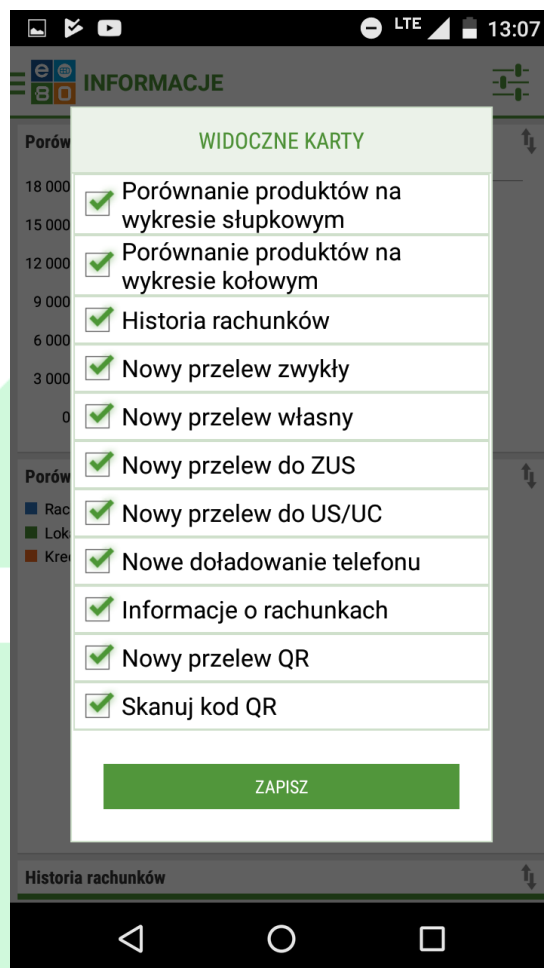 LTE 13:07
e
B O
INFORMACJE
Porów
WIDOCZNE KARTY
18 000
15 000
12 000
9 000
6 000
3 000
0
Porównanie produktów na
wykresie słupkowym
Porównanie produktów na
wykresie kołowym
Historia rachunków
Nowy przelew zwykły
Nowy przelew własny
Nowy przelew do ZUS
Nowy przelew do US/UC
Nowe doładowanie telefonu
Informacje o rachunkach
Nowy przelew QR
Skanuj kod QR
Porów
Rac
Lok
Kre
ZAPISZ
Historia rachunków